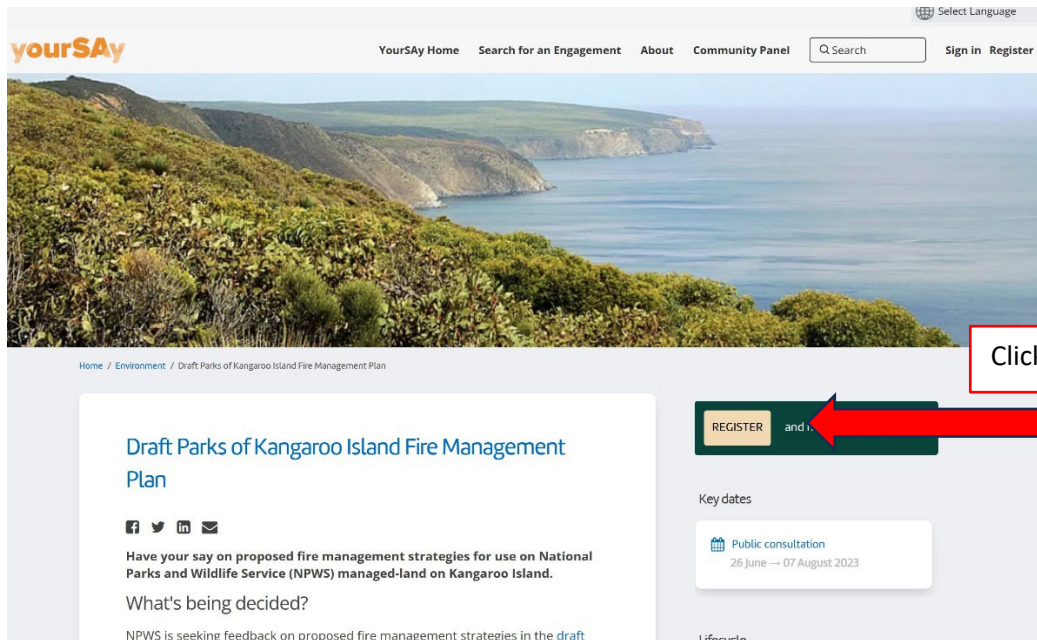 Select Language
yourSAy
YourSAy Home Search for an Engagement About Community Panel Search Sign in Register
Home / Environment / Draft Parks of Kangaroo Island Fire Management Plan
Draft Parks of Kangaroo Island Fire Management
Plan
Have your say on proposed fire management strategies for use on National
Parks and Wildlife Service (NPWS) managed-land on Kangaroo Island.
What's being decided?
NPWS is seeking feedback on proposed fire management strategies in the draft
REGISTER and
Key dates
Public consultation
26 June → 07 August 2023
Lifecycle